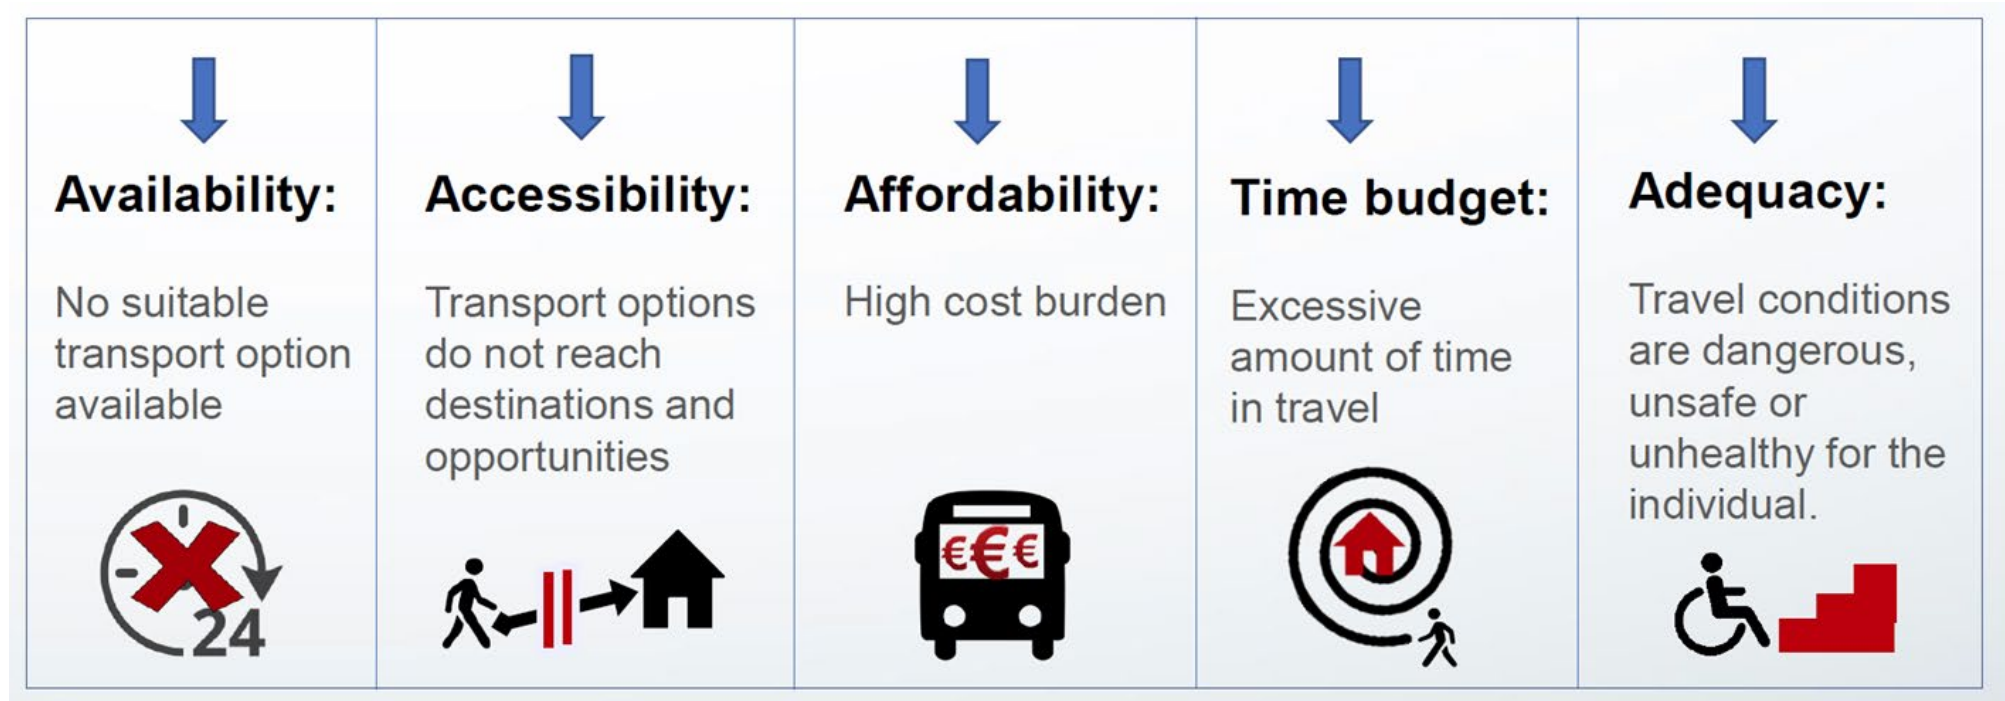 Availability:
No suitable
transport option
available
24
Accessibility:
Transport options
do not reach
destinations and
opportunities
Affordability:
High cost burden
€€€
Time budget:
Excessive
amount of time
in travel
Adequacy:
Travel conditions
are dangerous,
unsafe or
unhealthy for the
individual.